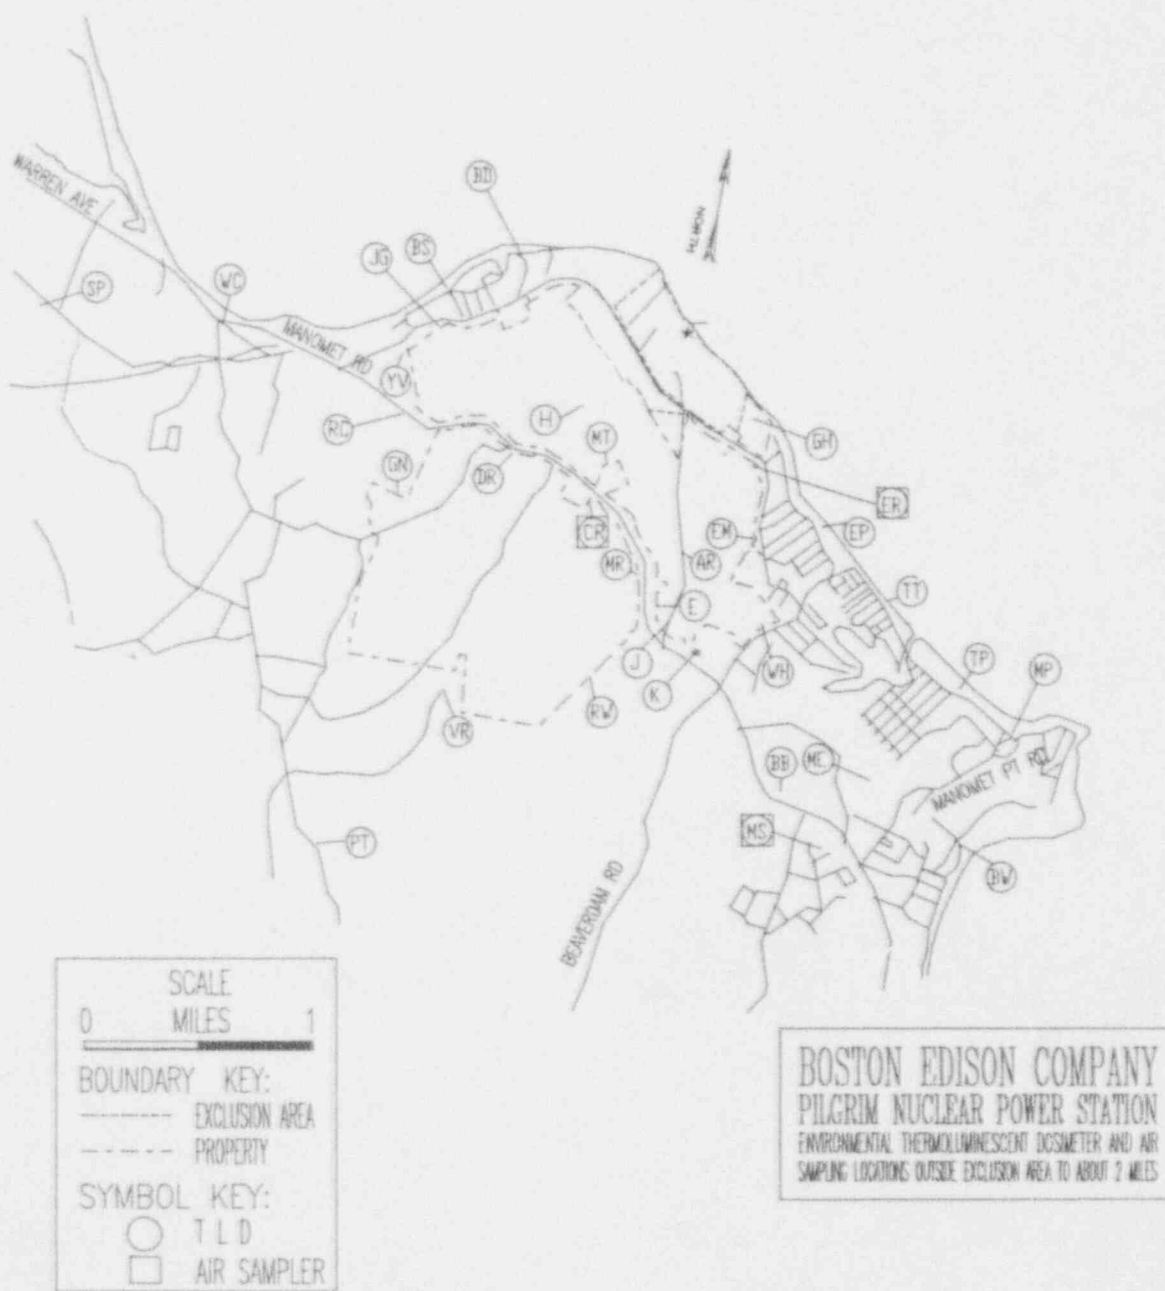 BD
WARREN AVE
NORTH
JG
BS
SP
WC
MANOMET RD
YV
RC
H
MT
GH
GN
DR
ER
CR
EM
EP
MR
AR
TT
E
J
WH
TP
MP
K
RW
VR
BB
ME
MANOMET PT RD
MS
PT
BEAVERDAN RD
BW
SCALE
0 MILES 1
BOUNDARY KEY:
EXCLUSION AREA
PROPERTY
SYMBOL KEY:
T L D
AIR SAMPLER
BOSTON EDISON COMPANY
PILGRIM NUCLEAR POWER STATION
ENVIRONMENTAL THERMOLUMINESCENT DOSIMETER AND AIR
SAMPLING LOCATIONS OUTSIDE EXCLUSION AREA TO ABOUT 2 MILES